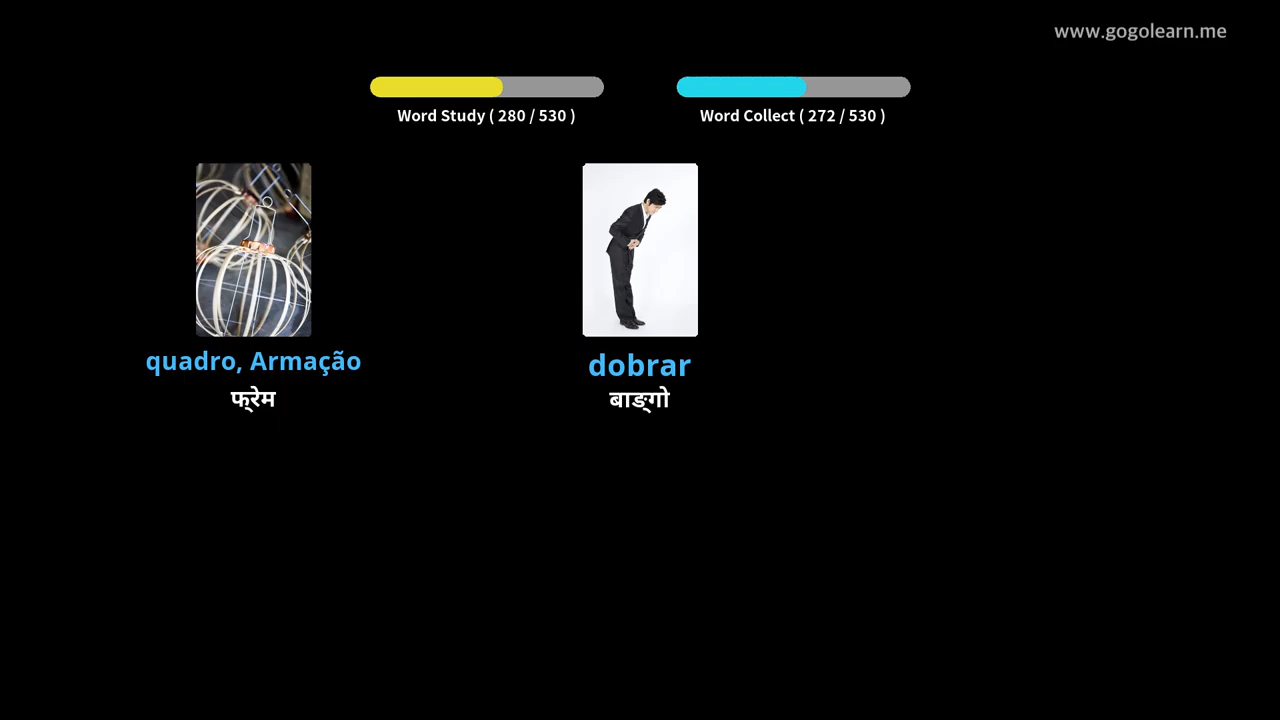 www.gogolearn.me
Word Study ( 280 / 530 )
Word Collect ( 272 / 530 )
quadro, Armação
फ्रेम
dobrar
बाङ्गो